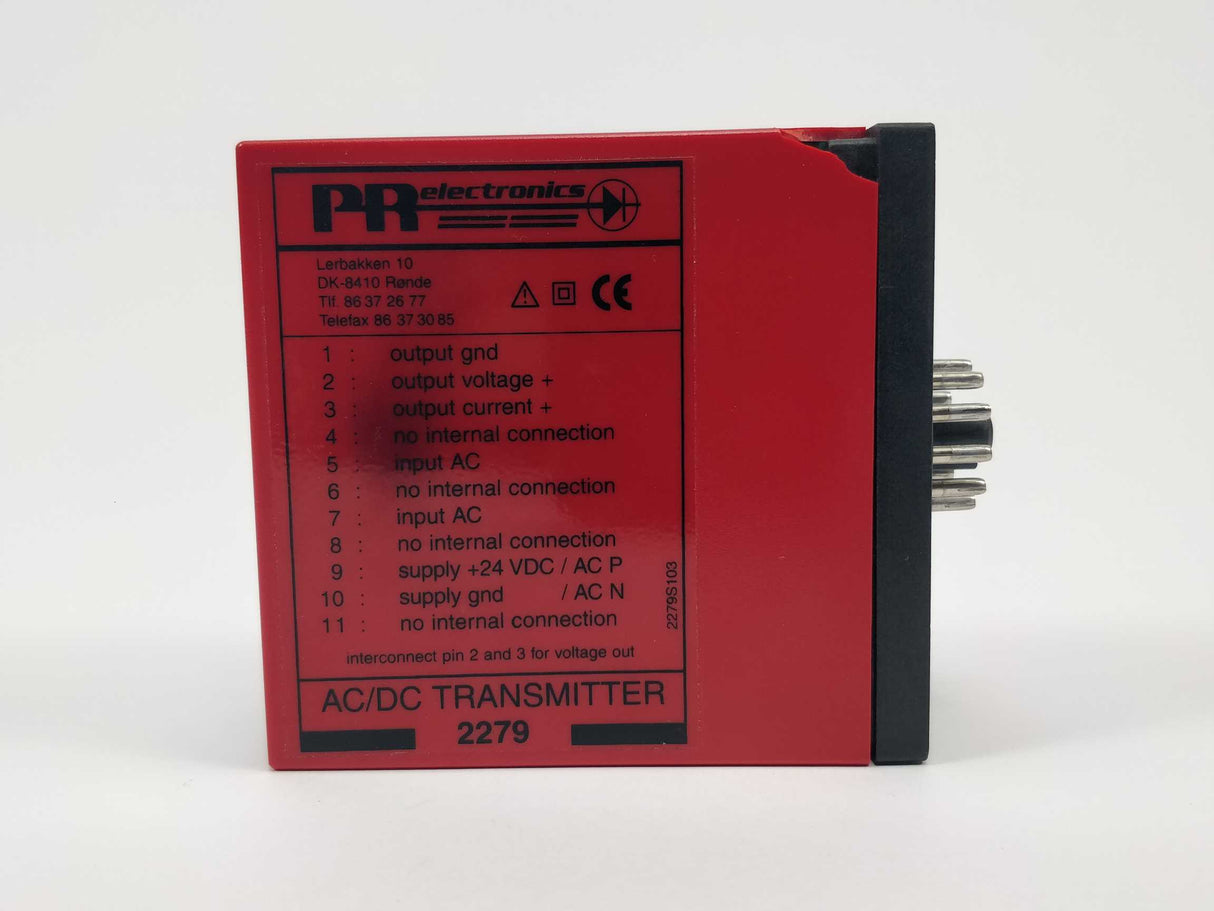 PR electronics
Lerbakken 10
DK-8410 Rønde
Tlf. 86 37 26 77
Telefax 86 37 30 85
CE
1 : output gnd
2 : output voltage +
3 : output current +
4 : no internal connection
5 : input AC
6 : no internal connection
7 : input AC
8 : no internal connection
9 : supply +24 VDC / AC P
10 : supply gnd / AC N
11 : no internal connection
2279S103
interconnect pin 2 and 3 for voltage out
AC/DC TRANSMITTER
2279